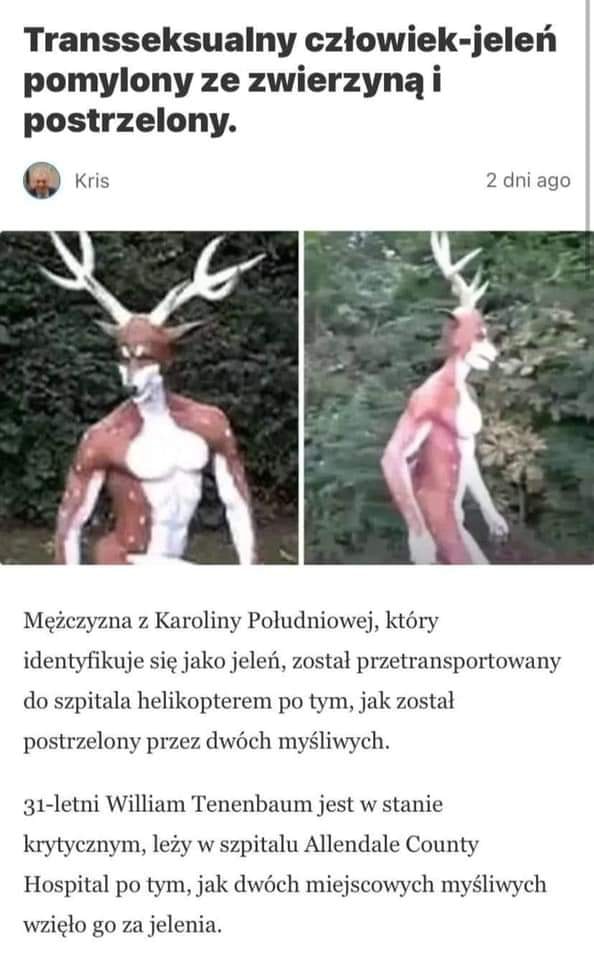 Transseksualny człowiek-jeleń
pomylony ze zwierzyną i
postrzelony.
Kris
2 dni ago
Mężczyzna z Karoliny Południowej, który
identyfikuje się jako jeleń, został przetransportowany
do szpitala helikopterem po tym, jak został
postrzelony przez dwóch myśliwych.
31-letni William Tenenbaum jest w stanie
krytycznym, leży w szpitalu Allendale County
Hospital po tym, jak dwóch miejscowych myśliwych
wzięło go za jelenia.